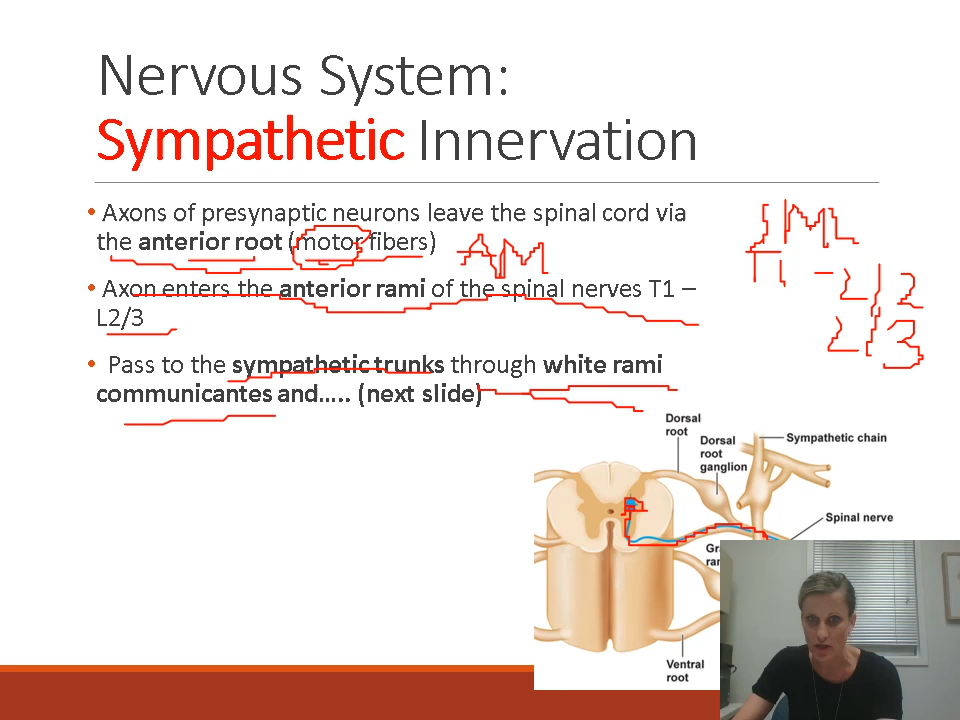 Nervous System:
Sympathetic Innervation
• Axons of presynaptic neurons leave the spinal cord via
the anterior root (motor fibers)
AM
IML
• Axon enters the anterior rami of the spinal nerves T1 –
L2/3
T1 - L2
L3
• Pass to the sympathetic trunks through white rami
communicantes and..... (next slide)
Dorsal
root
Dorsal
root
ganglion
Sympathetic chain
Spinal nerve
Ventral
root